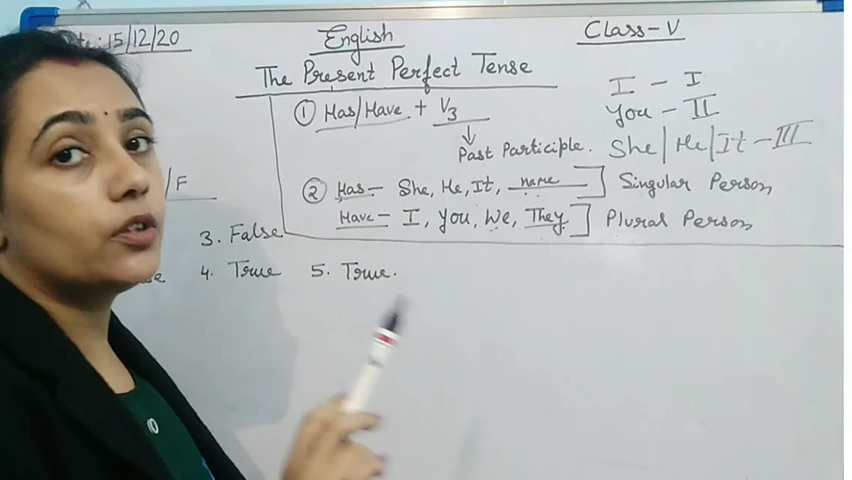 15/12/20
English
Class-V
The Present Perfect Tense
① Has/Have + V3
Past Participle.
I - I
You - II
She/He/It - III
② Has - She, He, It, name ] Singular Person
Have - I, You, We, They ] Plural Person
/F
3. False
4. True 5. True.